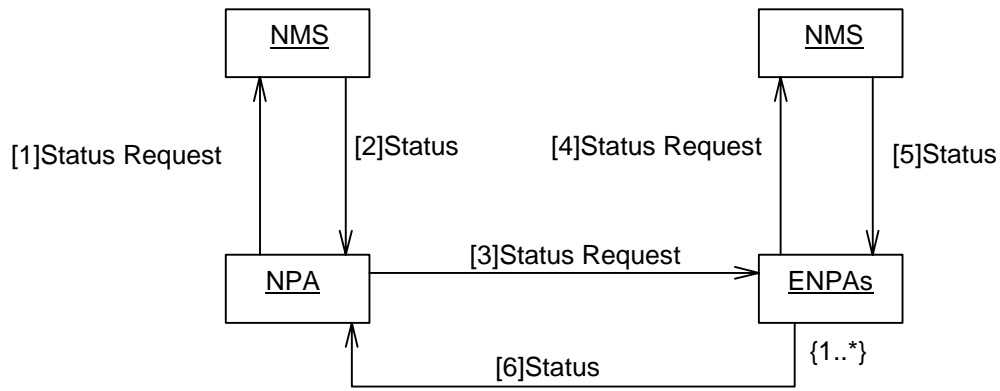 NMS
NMS
[1]Status Request
[2]Status
[4]Status Request
[5]Status
[3]Status Request
NPA
ENPAs
{1..*}
[6]Status